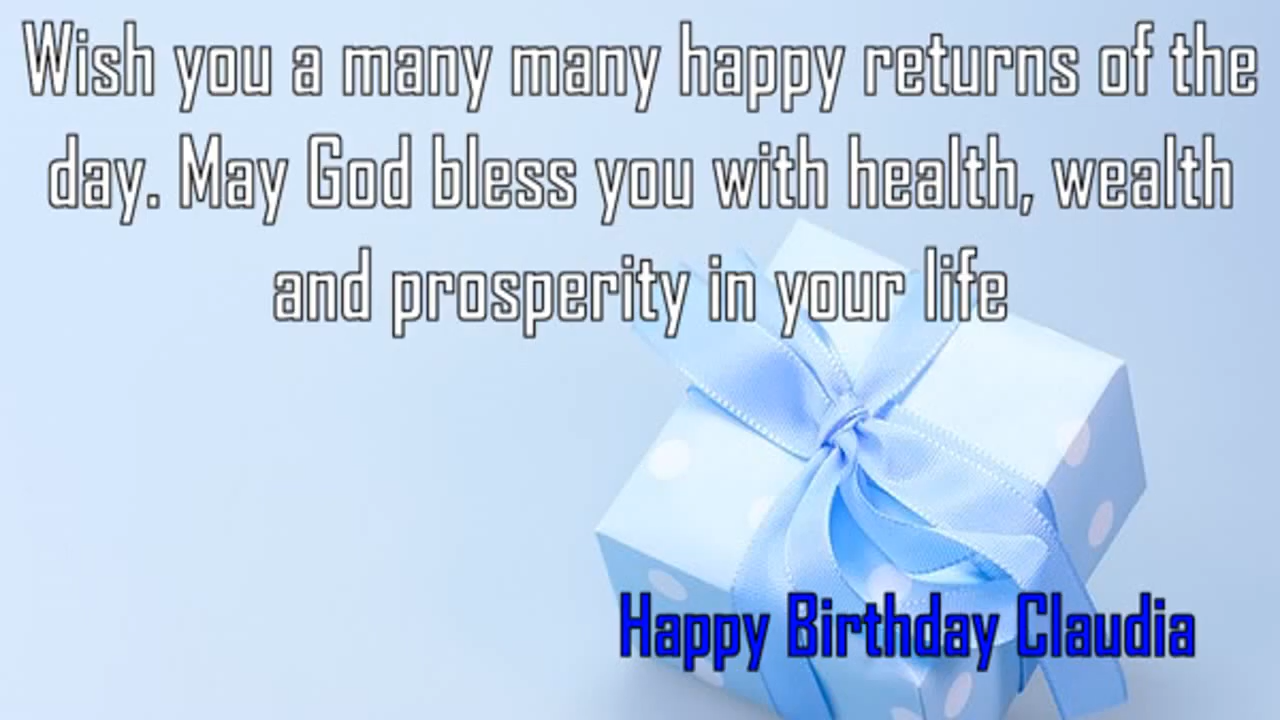 Wish you a many many happy returns of the
day. May God bless you with health, wealth
and prosperity in your life
Happy Birthday Claudia